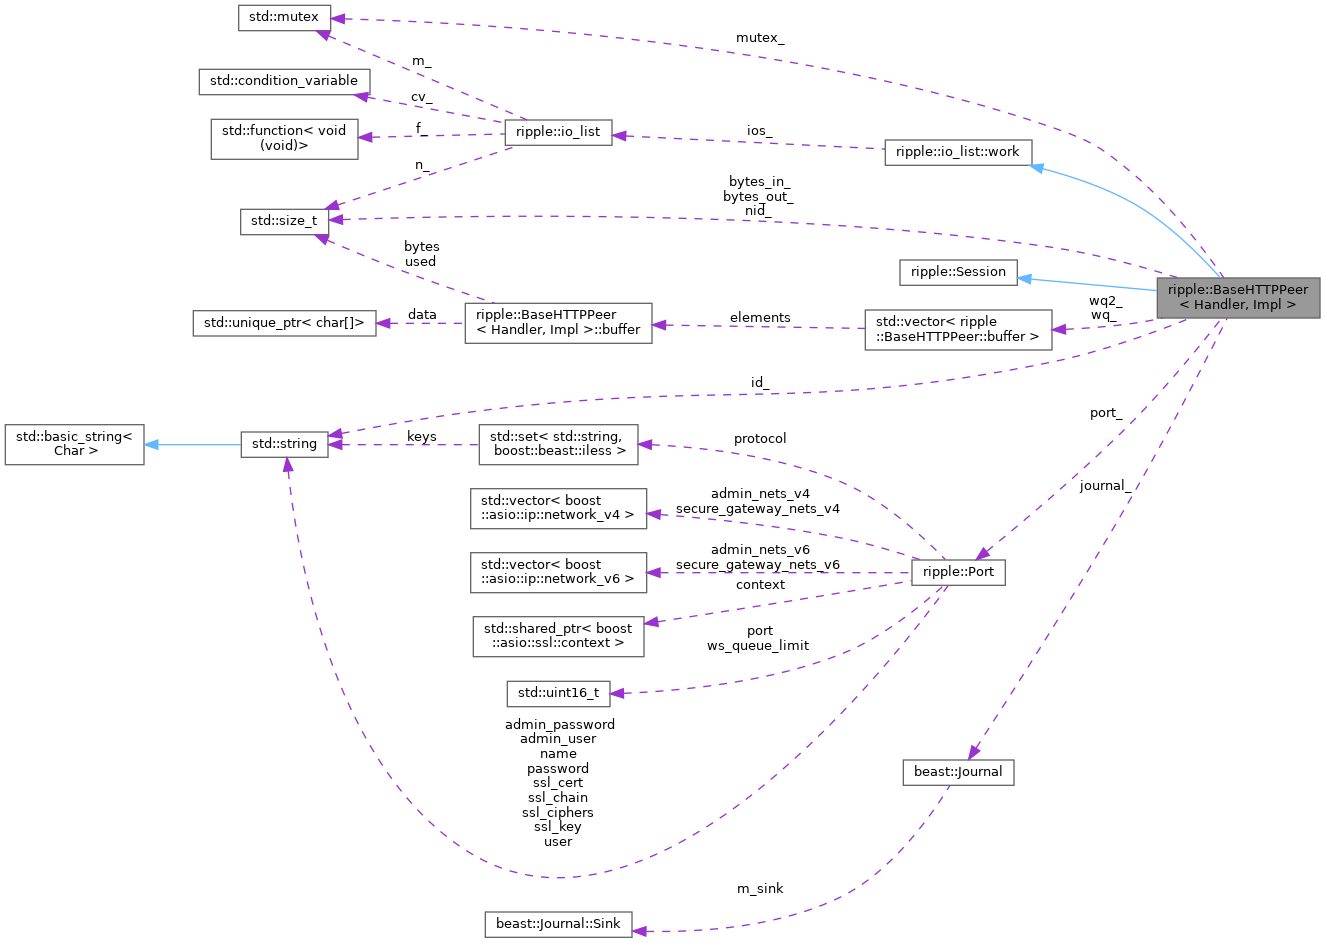 std::mutex
mutex_
m_
std::condition_variable
cv_
std::function< void
(void)>
f_
ripple::io_list
ios_
ripple::io_list::work
n_
bytes_in_
bytes_out_
nid_
std::size_t
bytes
used
ripple::Session
ripple::BaseHTTPPeer
< Handler, Impl >
wq2_
wq_
std::unique_ptr< char[]>
data
ripple::BaseHTTPPeer
< Handler, Impl >::buffer
elements
std::vector< ripple
::BaseHTTPPeer::buffer >
id_
port_
std::basic_string<
Char >
std::string
keys
std::set< std::string,
boost::beast::iless >
protocol
journal_
std::vector< boost
::asio::ip::network_v4 >
admin_nets_v4
secure_gateway_nets_v4
std::vector< boost
::asio::ip::network_v6 >
admin_nets_v6
secure_gateway_nets_v6
context
ripple::Port
std::shared_ptr< boost
::asio::ssl::context >
port
ws_queue_limit
std::uint16_t
admin_password
admin_user
name
password
ssl_cert
ssl_chain
ssl_ciphers
ssl_key
user
beast::Journal
m_sink
beast::Journal::Sink